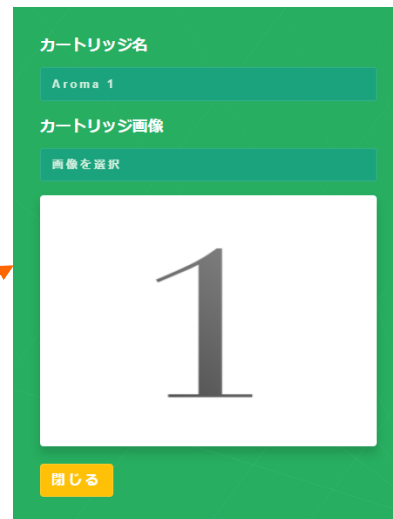 カートリッジ名
Aroma 1
カートリッジ画像
画像を選択
1
閉じる